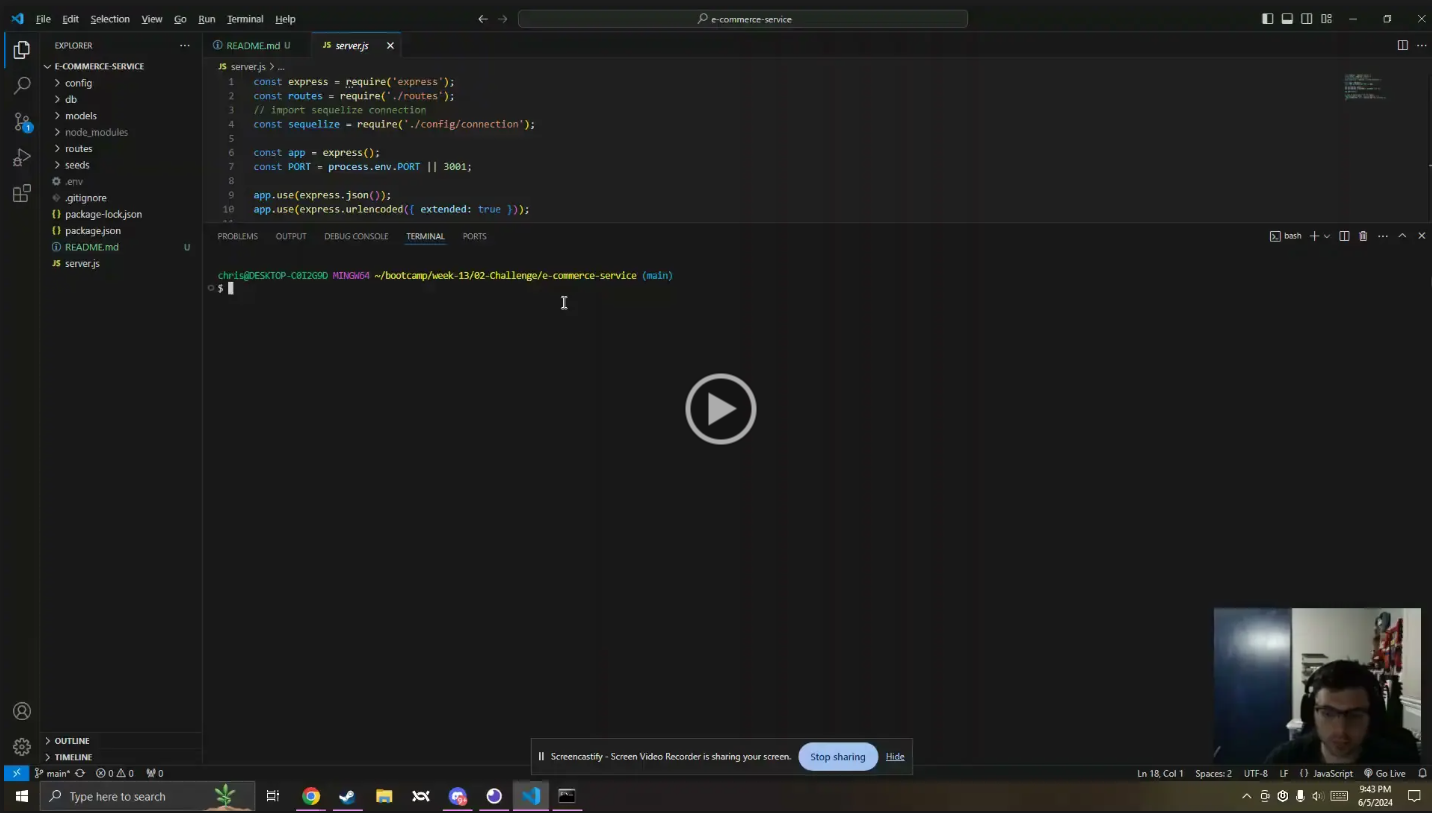 File Edit Selection View Go Run Terminal Help
e-commerce-service
EXPLORER
README.md U
JS server.js
E-COMMERCE-SERVICE
JS server.js > ...
config
db
models
node_modules
routes
seeds
.env
.gitignore
{} package-lock.json
{} package.json
README.md U
JS server.js
1 const express = require('express');
2 const routes = require('./routes');
3 // import sequelize connection
4 const sequelize = require('./config/connection');
5
6 const app = express();
7 const PORT = process.env.PORT || 3001;
8
9 app.use(express.json());
10 app.use(express.urlencoded({ extended: true }));
PROBLEMS OUTPUT DEBUG CONSOLE TERMINAL PORTS
bash
chris@DESKTOP-C0I2G9D MINGW64 ~/bootcamp/week-13/02-Challenge/e-commerce-service (main)
$
1
OUTLINE
TIMELINE
Screencastify - Screen Video Recorder is sharing your screen. Stop sharing Hide
main* 0 0 0
Ln 18, Col 1 Spaces: 2 UTF-8 LF {} JavaScript Go Live
Type here to search
9:43 PM
6/5/2024